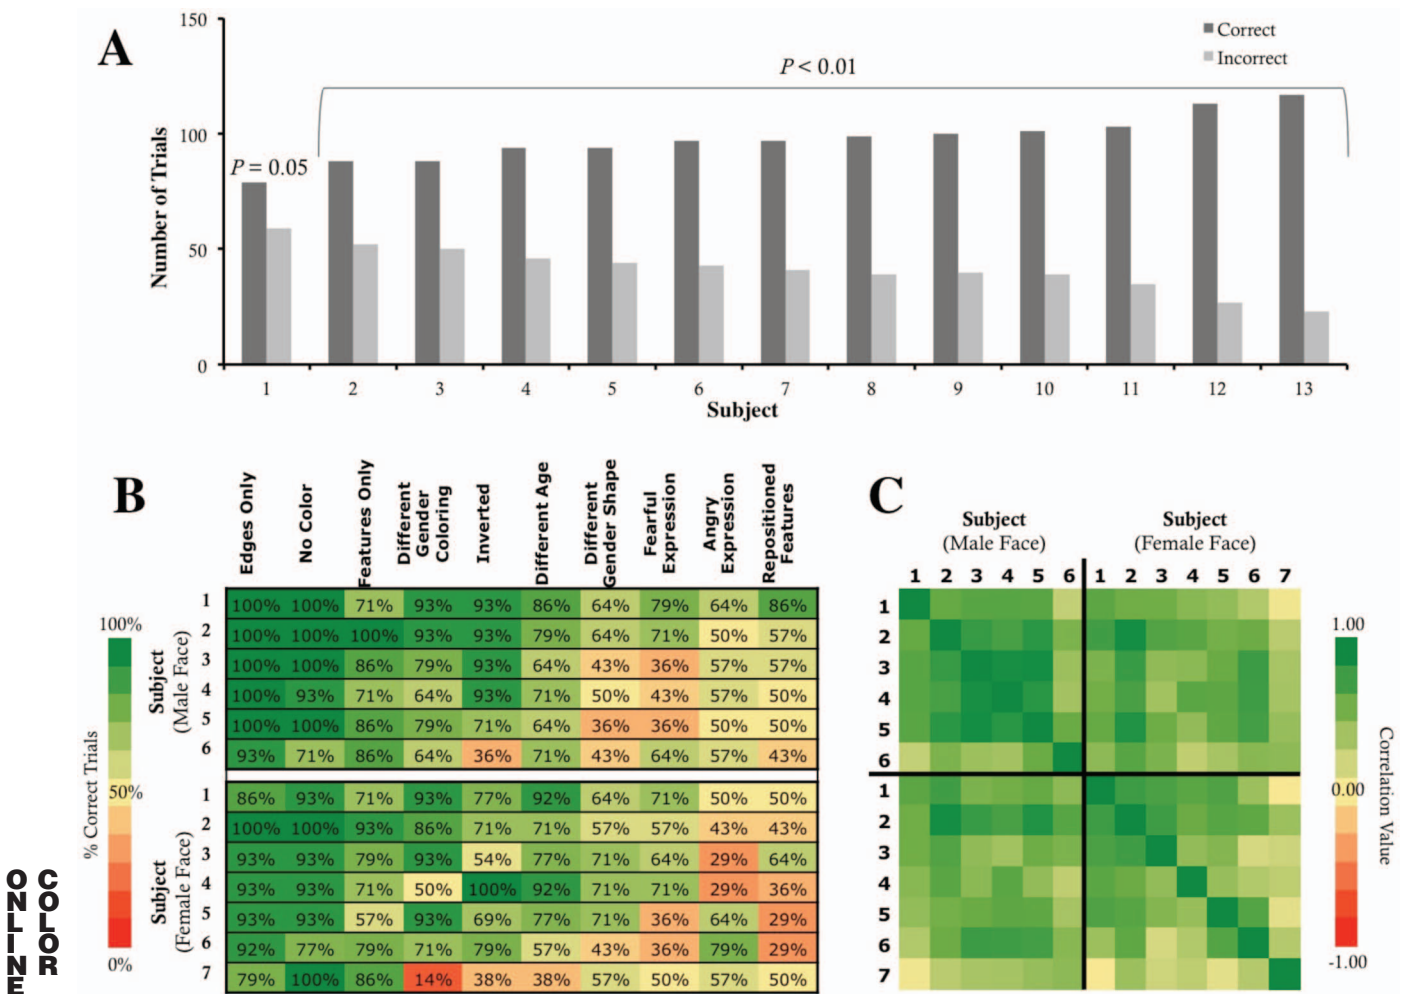 A
150
100
50
0
Number of Trials
Correct
Incorrect
P < 0.01
P = 0.05
1 2 3 4 5 6 7 8 9 10 11 12 13
Subject
B
Edges Only
No Color
Features Only
Different
Gender
Coloring
Inverted
Different Age
Different
Gender Shape
Fearful
Expression
Angry
Expression
Repositioned
Features
100%
50%
0%
% Correct Trials
Subject
(Male Face)
1 100% 100% 71% 93% 93% 86% 64% 79% 64% 86%
2 100% 100% 100% 93% 93% 79% 64% 71% 50% 57%
3 100% 100% 86% 79% 93% 64% 43% 36% 57% 57%
4 100% 93% 71% 64% 93% 71% 50% 43% 57% 50%
5 100% 100% 86% 79% 71% 64% 36% 36% 50% 50%
6 93% 71% 86% 64% 36% 71% 43% 64% 57% 43%
Subject
(Female Face)
1 86% 93% 71% 93% 77% 92% 64% 71% 50% 50%
2 100% 100% 93% 86% 71% 71% 57% 57% 43% 43%
3 93% 93% 79% 93% 54% 77% 71% 64% 29% 64%
4 93% 93% 71% 50% 100% 92% 71% 71% 29% 36%
5 93% 93% 57% 93% 69% 77% 71% 36% 64% 29%
6 92% 77% 79% 71% 79% 57% 43% 36% 79% 29%
7 79% 100% 86% 14% 38% 38% 57% 50% 57% 50%
C
Subject
(Male Face)
Subject
(Female Face)
1 2 3 4 5 6 1 2 3 4 5 6 7
1
2
3
4
5
6
1
2
3
4
5
6
7
1.00
0.00
-1.00
Correlation Value
ONLINE
COLOR